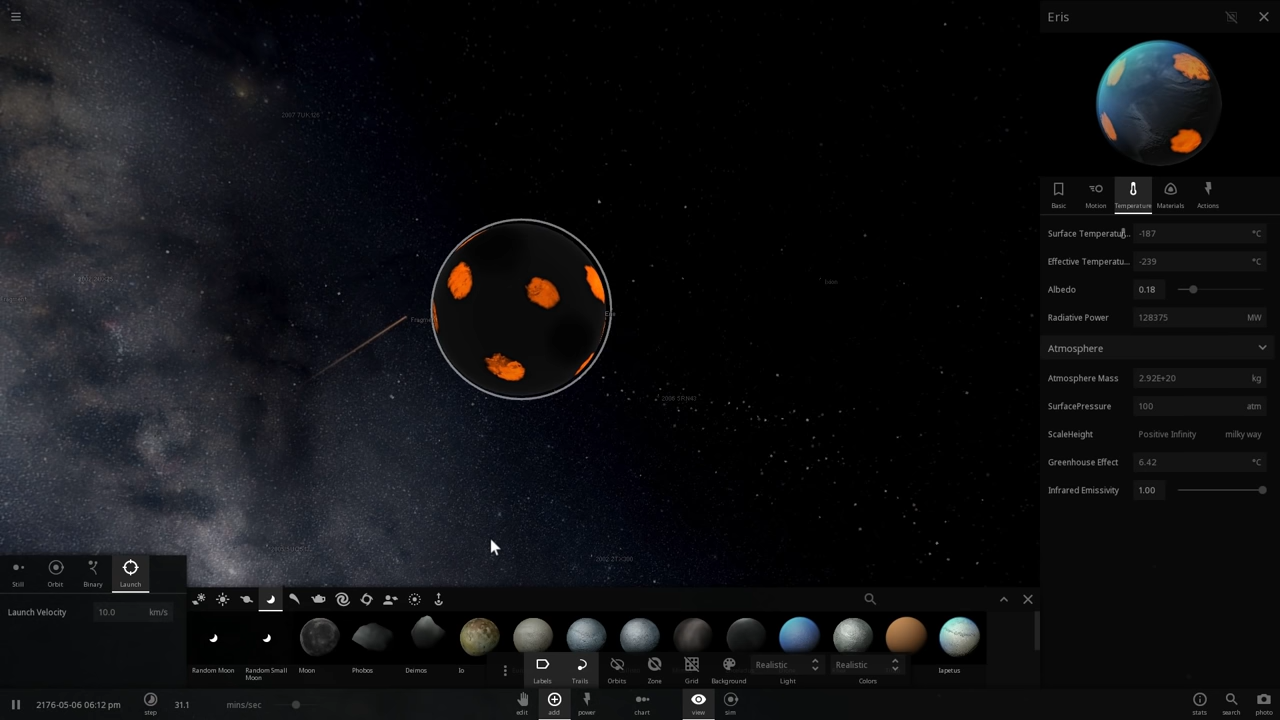 Eris
2007 TUR.120
Basic
Motion
Temperature
Materials
Actions
Surface Temperatu... -187 °C
Effective Temperatu... -239 °C
Albedo 0.18
Radiative Power 128375 MW
Atmosphere
Atmosphere Mass 2.92E+20 kg
SurfacePressure 100 atm
ScaleHeight Positive Infinity milky way
Greenhouse Effect 6.42 °C
Infrared Emissivity 1.00
Fragme
Still
Orbit
Binary
Launch
Launch Velocity 10.0 km/s
Random Moon
Random Small Moon
Moon
Phobos
Deimos
Io
Iapetus
Labels
Trails
Orbits
Zone
Grid
Background
Realistic
Light
Realistic
Colors
2176-05-06 06:12 pm
step
31.1 mins/sec
edit
add
power
chart
view
sim
stats
search
photo